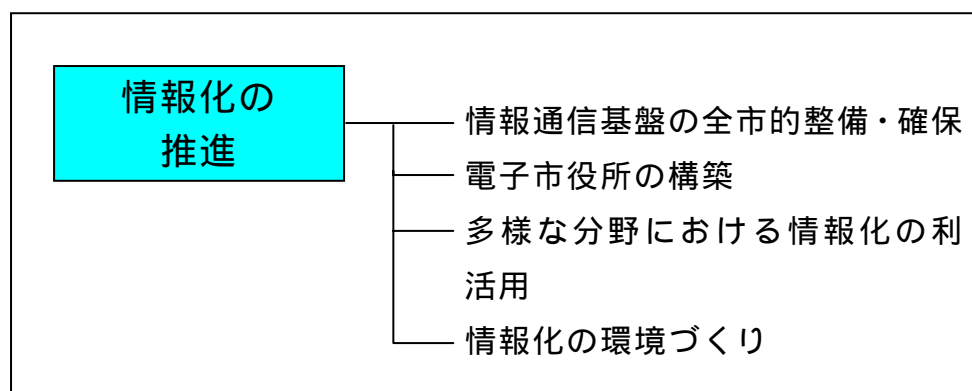 情報化の
推進
情報通信基盤の全市的整備・確保
電子市役所の構築
多様な分野における情報化の利
活用
情報化の環境づくり